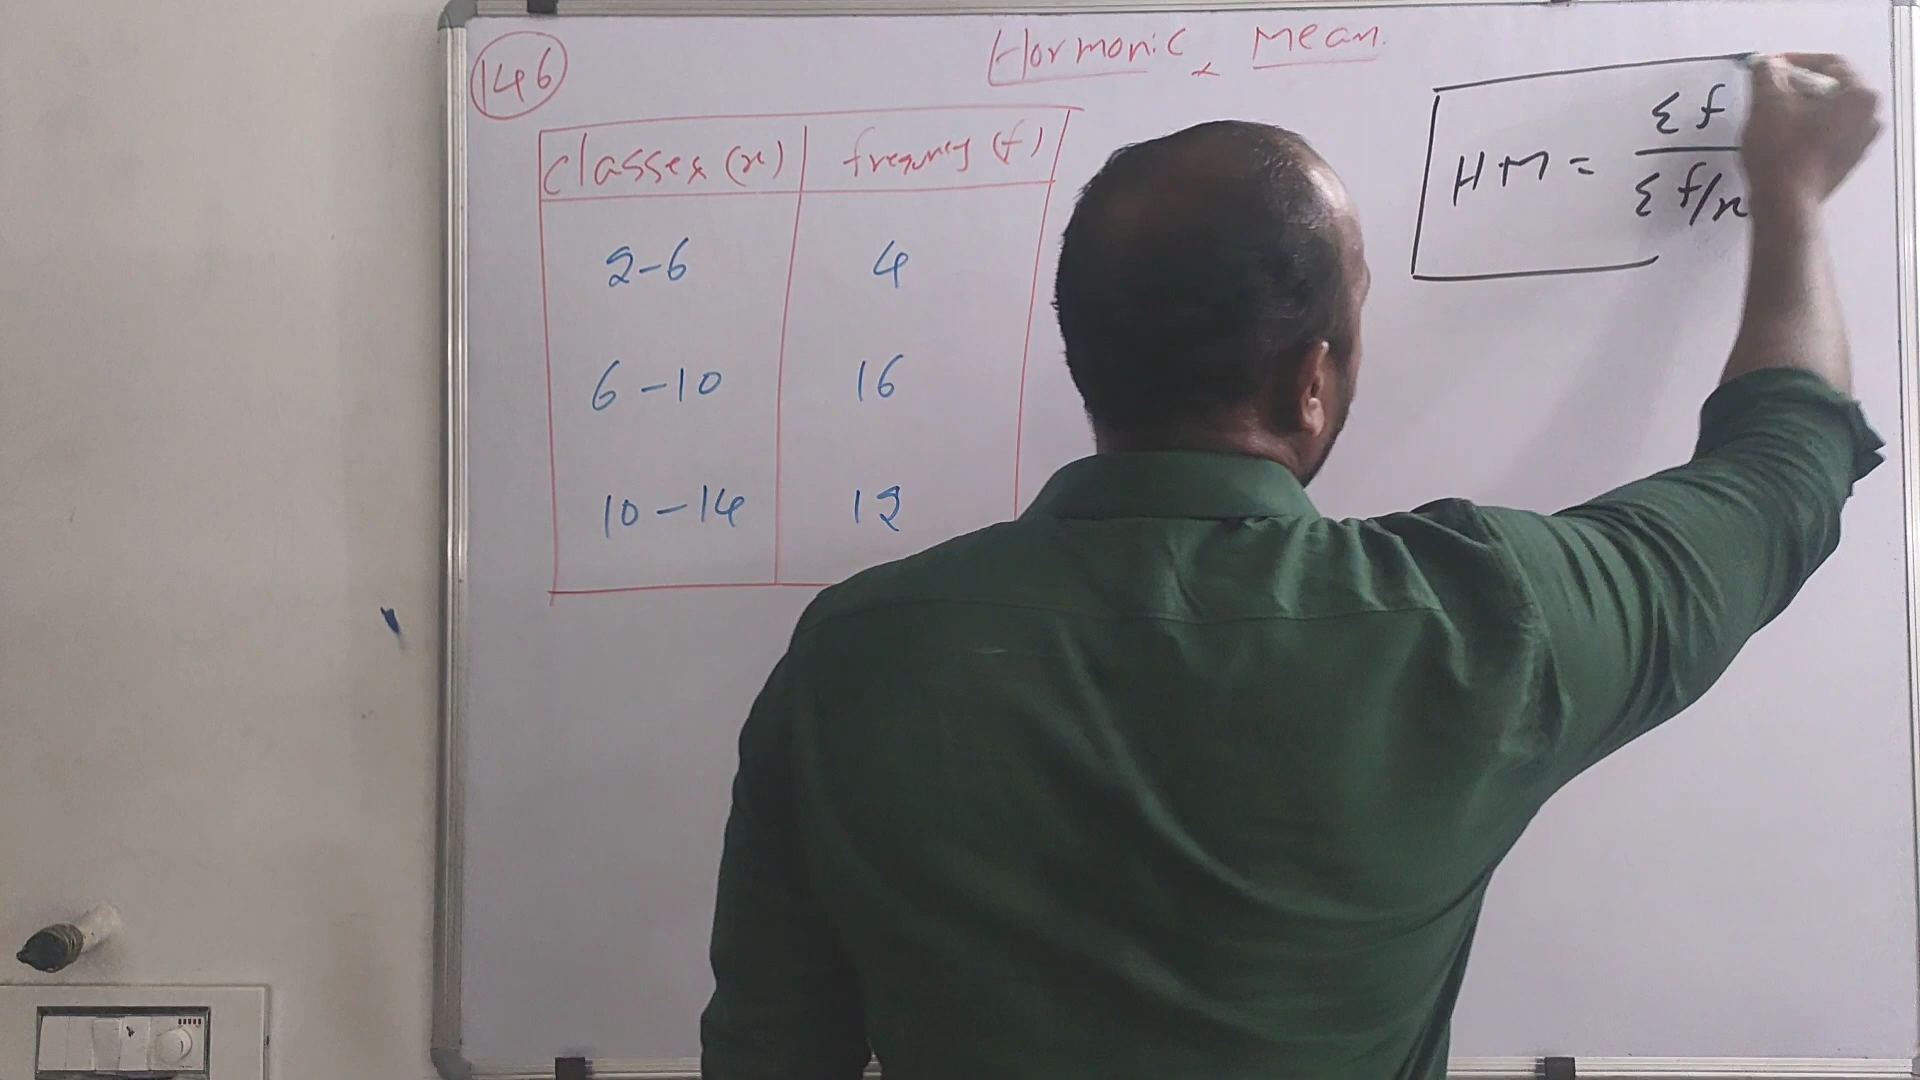 146
Hormonic Mean.
classes (x) frequncy (f)
2-6 4
6-10 16
10-14 12
HM = Σf
Σf/x